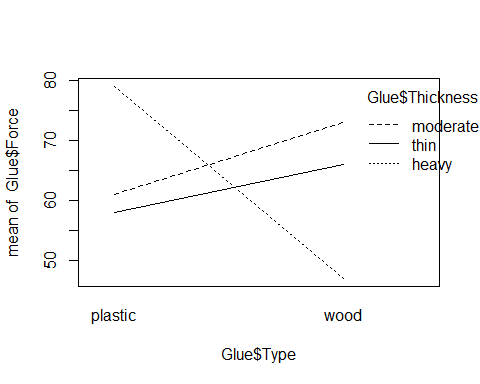 Glue$Thickness
moderate
thin
heavy
mean of Glue$Force
80
70
60
50
plastic
wood
Glue$Type